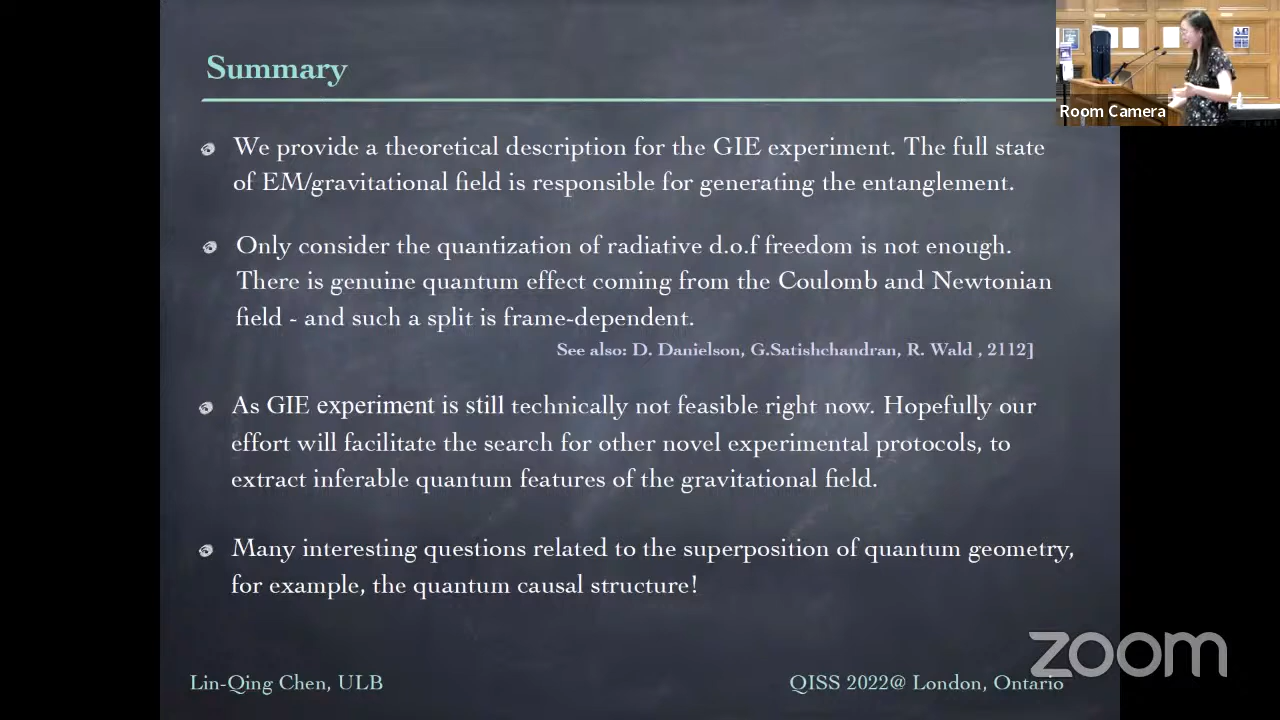 Summary
We provide a theoretical description for the GIE experiment. The full state
of EM/gravitational field is responsible for generating the entanglement.
Only consider the quantization of radiative d.o.f freedom is not enough.
There is genuine quantum effect coming from the Coulomb and Newtonian
field - and such a split is frame-dependent.
See also: D. Danielson, G.Satishchandran, R. Wald , 2112]
As GIE experiment is still technically not feasible right now. Hopefully our
effort will facilitate the search for other novel experimental protocols, to
extract inferable quantum features of the gravitational field.
Many interesting questions related to the superposition of quantum geometry,
for example, the quantum causal structure!
Lin-Qing Chen, ULB
QISS 2022@ London, Ontario
Room Camera
zoom